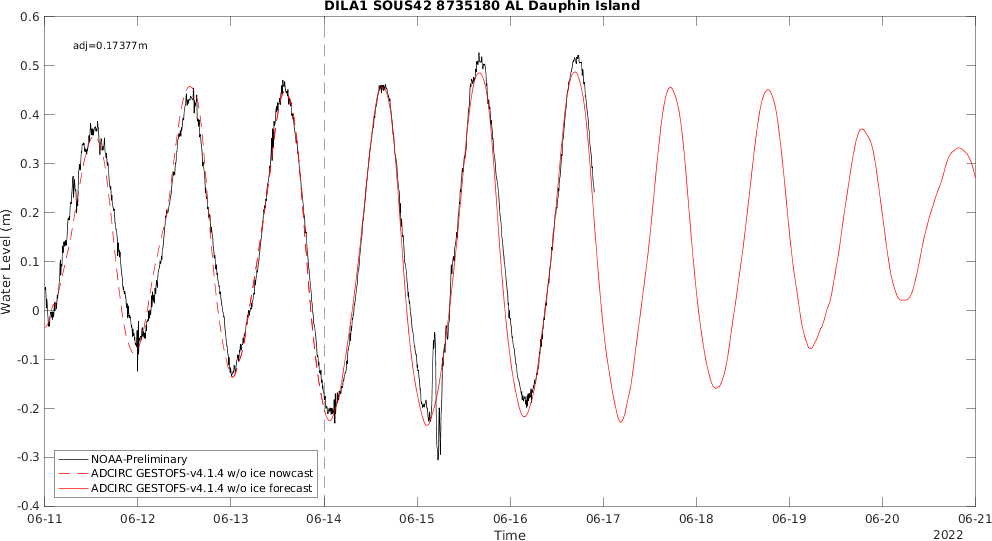 DILA1 SOUS42 8735180 AL Dauphin Island
adj=0.17377m
Water Level (m)
0.6
0.5
0.4
0.3
0.2
0.1
0
-0.1
-0.2
-0.3
-0.4
NOAA-Preliminary
ADCIRC GESTOFS-v4.1.4 w/o ice nowcast
ADCIRC GESTOFS-v4.1.4 w/o ice forecast
06-11 06-12 06-13 06-14 06-15 06-16 06-17 06-18 06-19 06-20 06-21
Time
2022